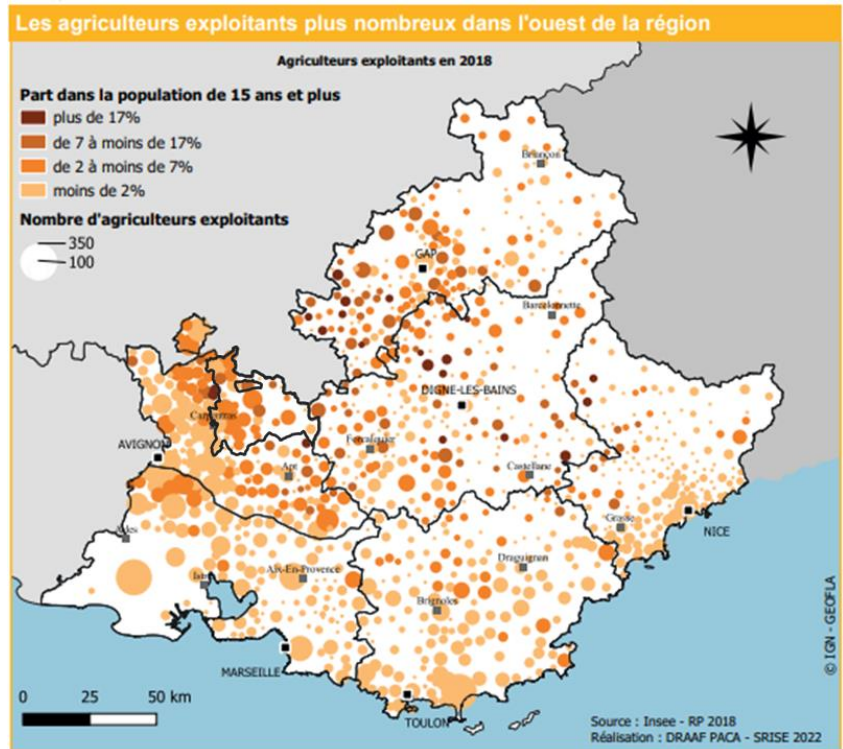 Les agriculteurs exploitants plus nombreux dans l'ouest de la région
Agriculteurs exploitants en 2018
Part dans la population de 15 ans et plus
plus de 17%
de 7 à moins de 17%
de 2 à moins de 7%
moins de 2%
Nombre d'agriculteurs exploitants
350
100
Briançon
GAP
Barcelonnette
DIGNE-LES-BAINS
Carpentras
Forcalquier
AVIGNON
Apt
Castellane
Arles
Grasse
NICE
Draguignan
Aix-En-Provence
Istres
Brignoles
MARSEILLE
TOULON
0 25 50 km
© IGN - GEOFLA
Source : Insee - RP 2018
Réalisation : DRAAF PACA - SRISE 2022